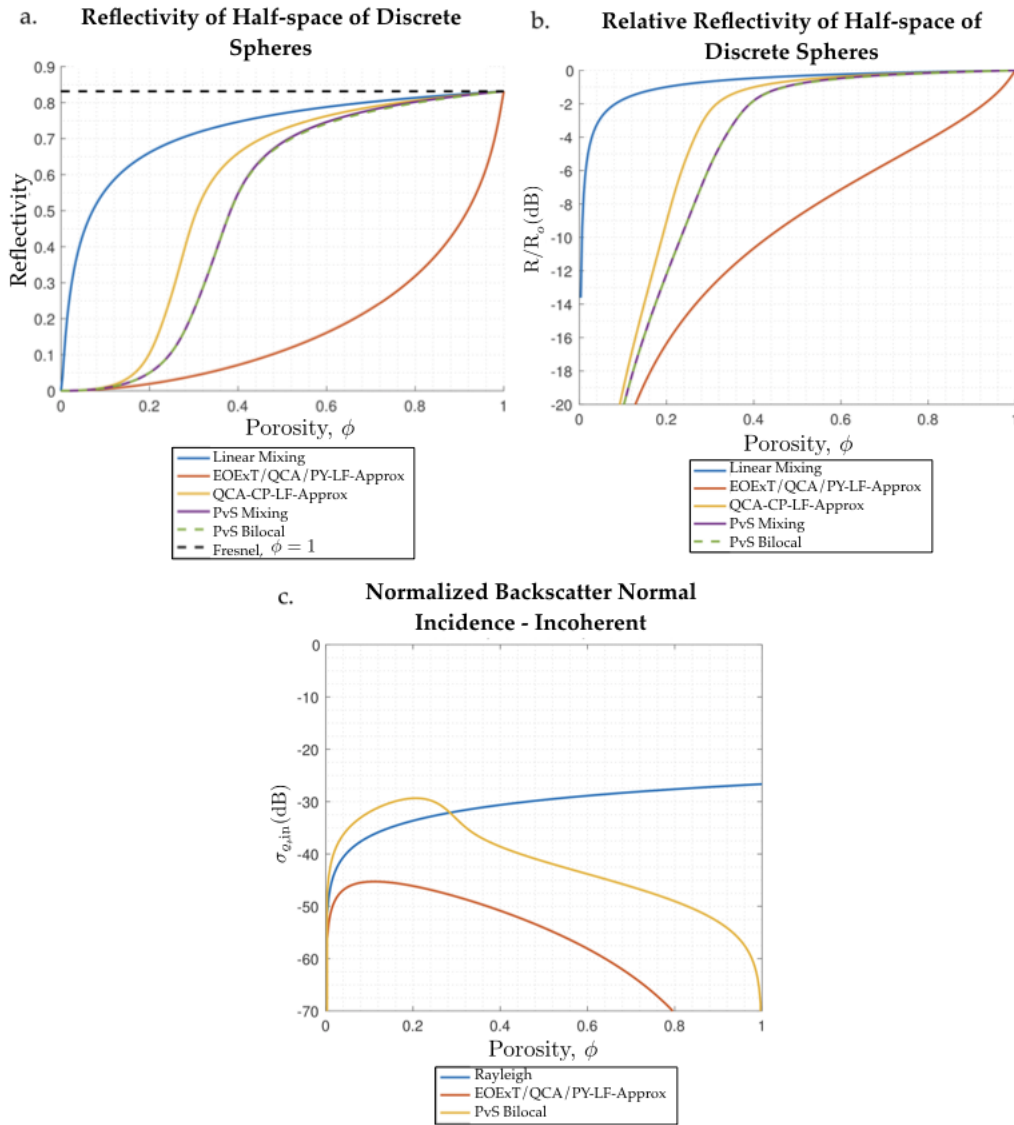 a.
Reflectivity of Half-space of Discrete
Spheres
Reflectivity
0.9
0.8
0.7
0.6
0.5
0.4
0.3
0.2
0.1
0
0 0.2 0.4 0.6 0.8 1
Porosity, ϕ
Linear Mixing
EOExT/QCA/PY-LF-Approx
QCA-CP-LF-Approx
PvS Mixing
PvS Bilocal
Fresnel, ϕ = 1
b.
Relative Reflectivity of Half-space of
Discrete Spheres
R/Rₒ(dB)
0
-2
-4
-6
-8
-10
-12
-14
-16
-18
-20
0 0.2 0.4 0.6 0.8 1
Porosity, ϕ
Linear Mixing
EOExT/QCA/PY-LF-Approx
QCA-CP-LF-Approx
PvS Mixing
PvS Bilocal
c.
Normalized Backscatter Normal
Incidence - Incoherent
σ_{Q,in}(dB)
0
-10
-20
-30
-40
-50
-60
-70
0 0.2 0.4 0.6 0.8 1
Porosity, ϕ
Rayleigh
EOExT/QCA/PY-LF-Approx
PvS Bilocal